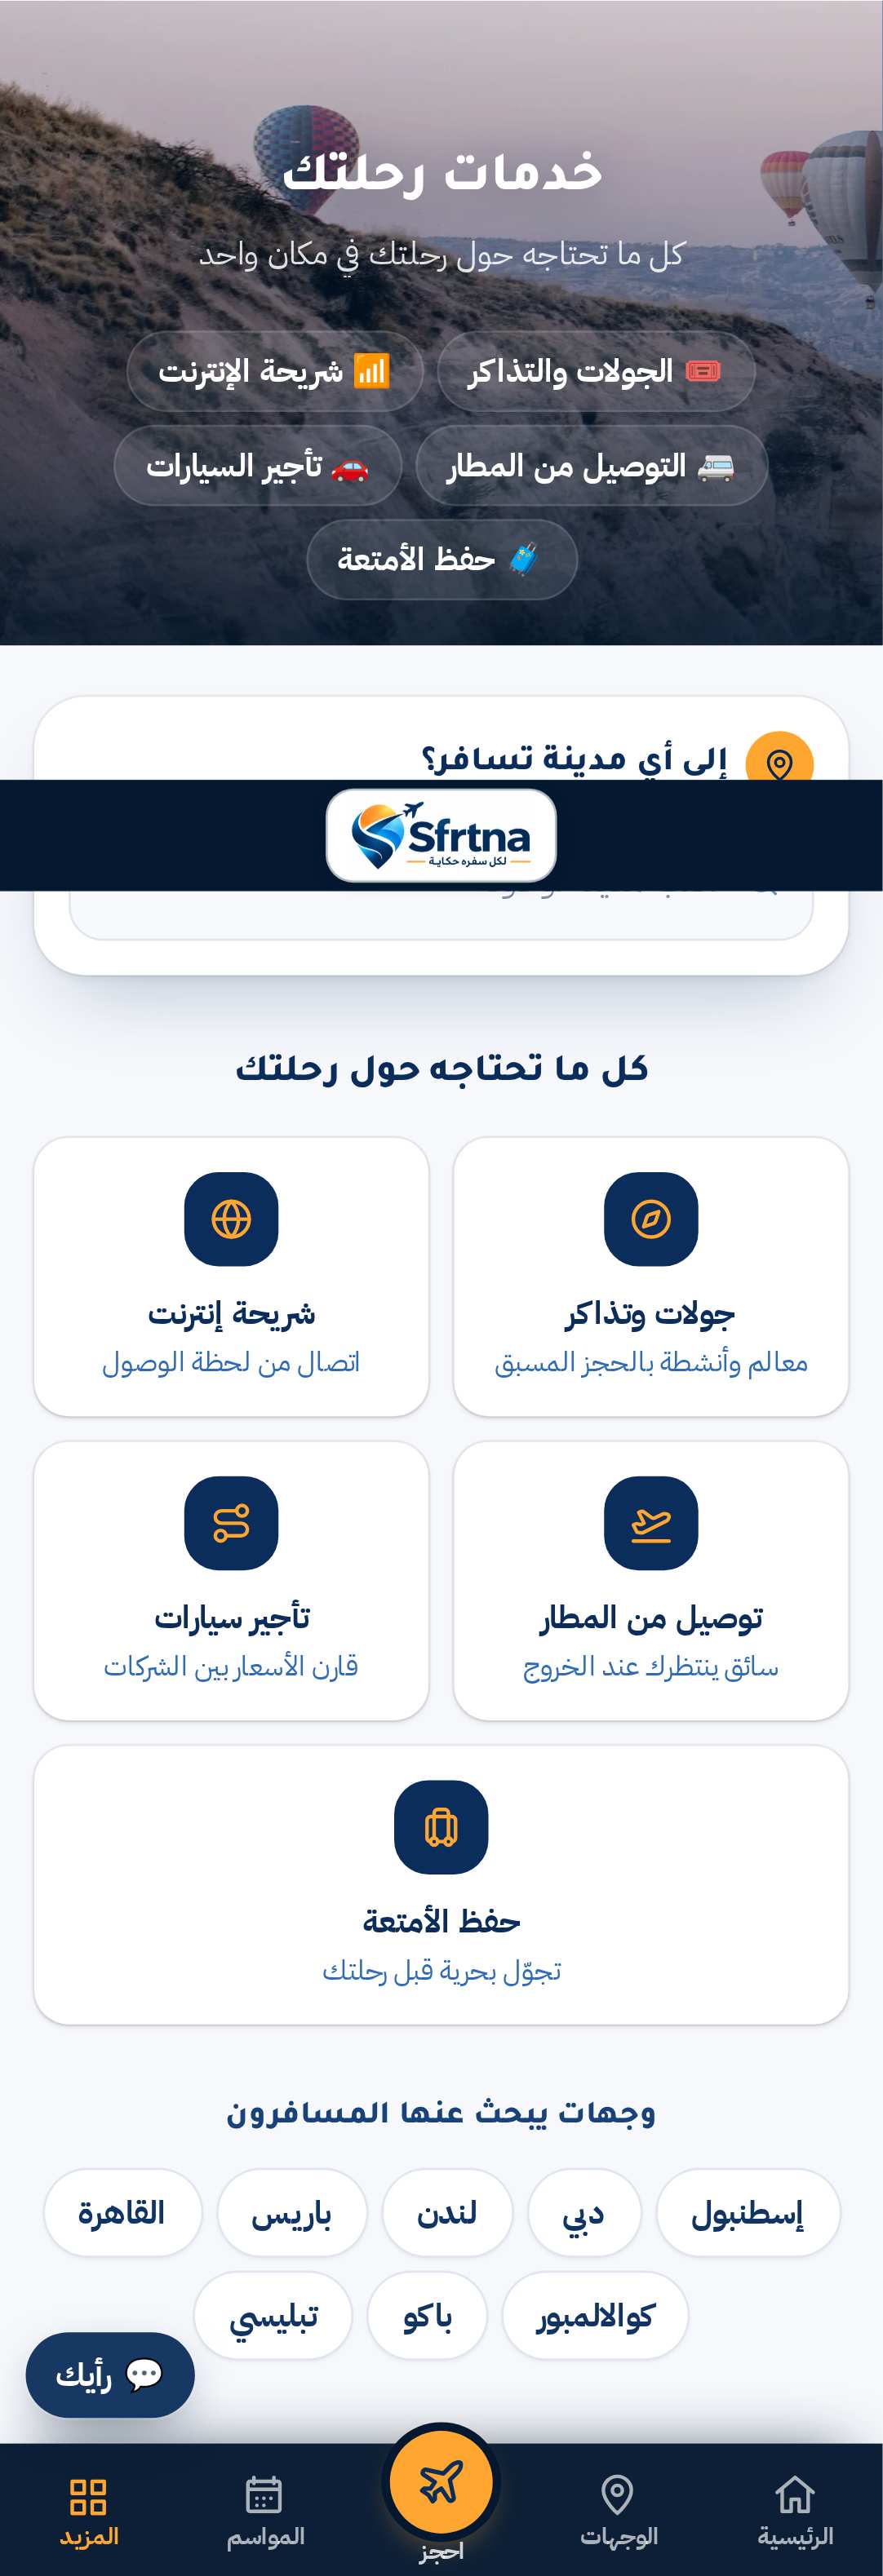 خدمات رحلتك
كل ما تحتاجه حول رحلتك في مكان واحد
🎟️ الجولات والتذاكر
📶 شريحة الإنترنت
🚐 التوصيل من المطار
🚗 تأجير السيارات
🧳 حفظ الأمتعة
إلى أي مدينة تسافر؟
Sfrtna
لكل سفره حكاية
كل ما تحتاجه حول رحلتك
جولات وتذاكر
معالم وأنشطة بالحجز المسبق
شريحة إنترنت
اتصال من لحظة الوصول
توصيل من المطار
سائق ينتظرك عند الخروج
تأجير سيارات
قارن الأسعار بين الشركات
حفظ الأمتعة
تجوّل بحرية قبل رحلتك
وجهات يبحث عنها المسافرون
إسطنبول
دبي
لندن
باريس
القاهرة
كوالالمبور
باكو
تبليسي
💬 رأيك
الرئيسية
الوجهات
احجز
المواسم
المزيد